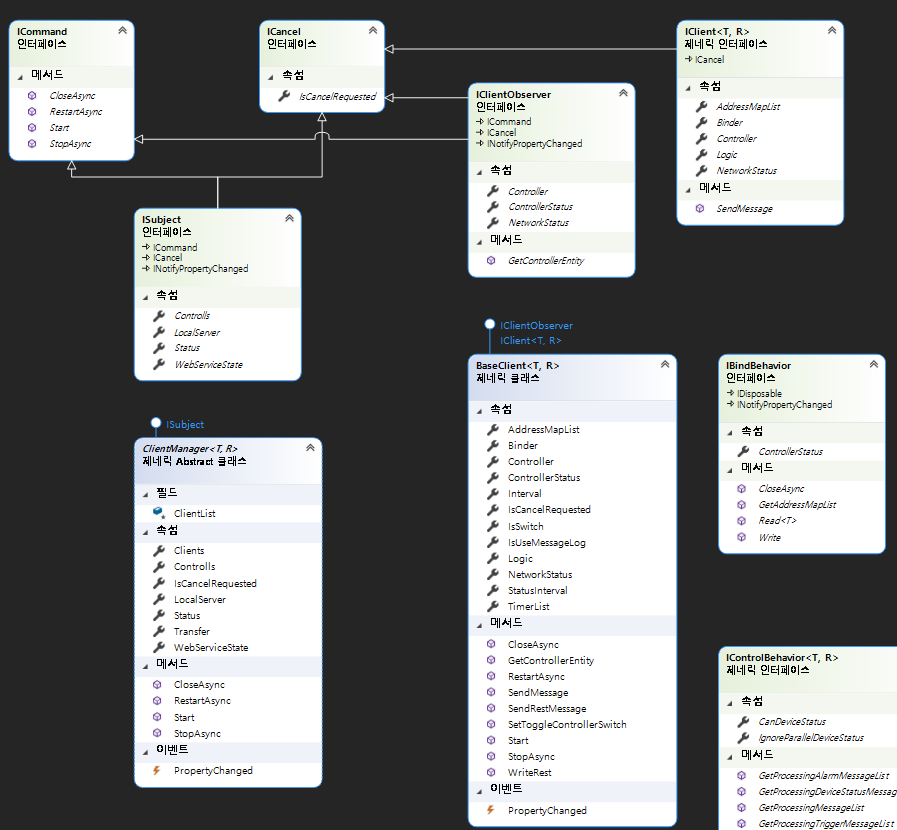 ICommand
인터페이스
메서드
CloseAsync
RestartAsync
Start
StopAsync
ICancel
인터페이스
속성
IsCancelRequested
IClient<T, R>
제네릭 인터페이스
ICancel
속성
AddressMapList
Binder
Controller
Logic
NetworkStatus
메서드
SendMessage
IClientObserver
인터페이스
ICommand
ICancel
INotifyPropertyChanged
속성
Controller
ControllerStatus
NetworkStatus
메서드
GetControllerEntity
ISubject
인터페이스
ICommand
ICancel
INotifyPropertyChanged
속성
Controlls
LocalServer
Status
WebServiceState
ISubject
ClientManager<T, R>
제네릭 Abstract 클래스
필드
ClientList
속성
Clients
Controlls
IsCancelRequested
LocalServer
Status
Transfer
WebServiceState
메서드
CloseAsync
RestartAsync
Start
StopAsync
이벤트
PropertyChanged
IClientObserver
IClient<T, R>
BaseClient<T, R>
제네릭 클래스
속성
AddressMapList
Binder
Controller
ControllerStatus
Interval
IsCancelRequested
IsSwitch
IsUseMessageLog
Logic
NetworkStatus
StatusInterval
TimerList
메서드
CloseAsync
GetControllerEntity
RestartAsync
SendMessage
SendRestMessage
SetToggleControllerSwitch
Start
StopAsync
WriteRest
이벤트
PropertyChanged
IBindBehavior
인터페이스
IDisposable
INotifyPropertyChanged
속성
ControllerStatus
메서드
CloseAsync
GetAddressMapList
Read<T>
Write
IControlBehavior<T, R>
제네릭 인터페이스
속성
CanDeviceStatus
IgnoreParallelDeviceStatus
메서드
GetProcessingAlarmMessageList
GetProcessingDeviceStatusMessag
GetProcessingMessageList
GetProcessingTriggerMessageList